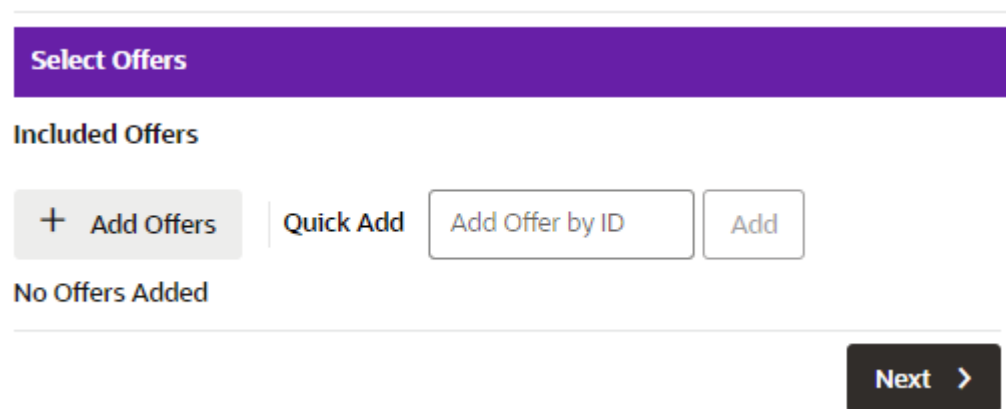 Select Offers
Included Offers
+ Add Offers Quick Add Add Offer by ID Add
No Offers Added
Next >